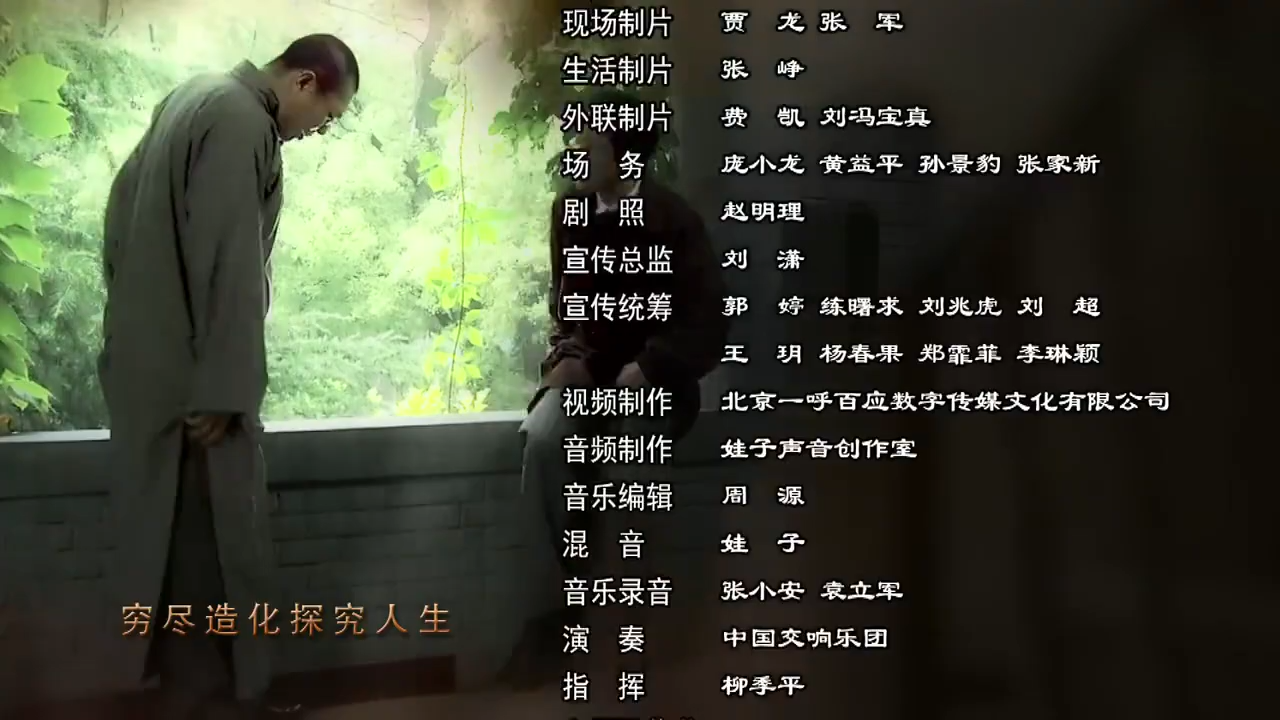 现场制片 贾 龙 张 军
生活制片 张 峥
外联制片 费 凯 刘冯宝真
场 务 庞小龙 黄益平 孙景豹 张家新
剧 照 赵明理
宣传总监 刘 潇
宣传统筹 郭 婷 练曙求 刘兆虎 刘 超
王 玥 杨春果 郑霏菲 李琳颖
视频制作 北京一呼百应数字传媒文化有限公司
音频制作 娃子声音创作室
音乐编辑 周 源
混 音 娃 子
音乐录音 张小安 袁立军
演 奏 中国交响乐团
指 挥 柳季平
穷尽造化探究人生